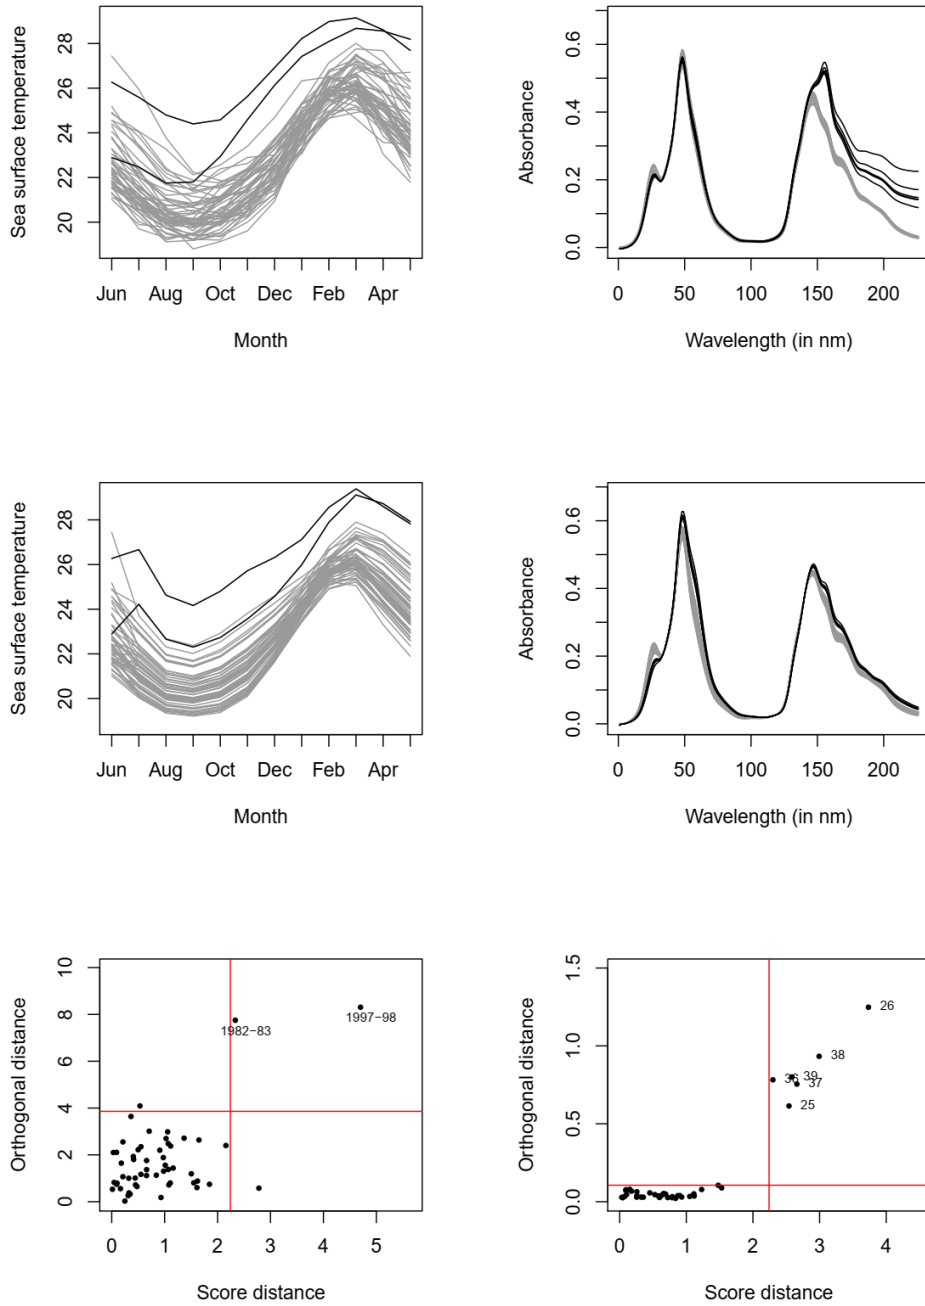 Sea surface temperature
28
26
24
22
20
Jun Aug Oct Dec Feb Apr
Month
Absorbance
0.6
0.4
0.2
0.0
0 50 100 150 200
Wavelength (in nm)
Sea surface temperature
28
26
24
22
20
Jun Aug Oct Dec Feb Apr
Month
Absorbance
0.6
0.4
0.2
0.0
0 50 100 150 200
Wavelength (in nm)
Orthogonal distance
10
8
6
4
2
0
1982−83
1997−98
0 1 2 3 4 5
Score distance
Orthogonal distance
1.5
1.0
0.5
0.0
26
38
39
36
37
25
0 1 2 3 4
Score distance